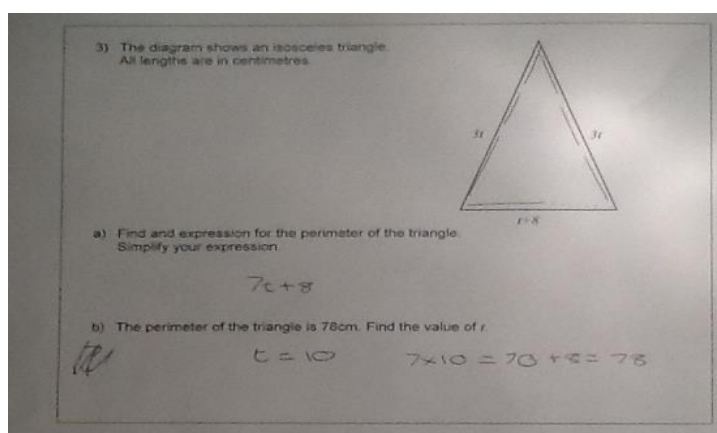 3) The diagram shows an isosceles triangle.
All lengths are in centimetres.
3t
3t
t+8
a) Find and expression for the perimeter of the triangle.
Simplify your expression.
7t+8
b) The perimeter of the triangle is 78cm. Find the value of t.
t = 10 7×10 = 70 +8= 78